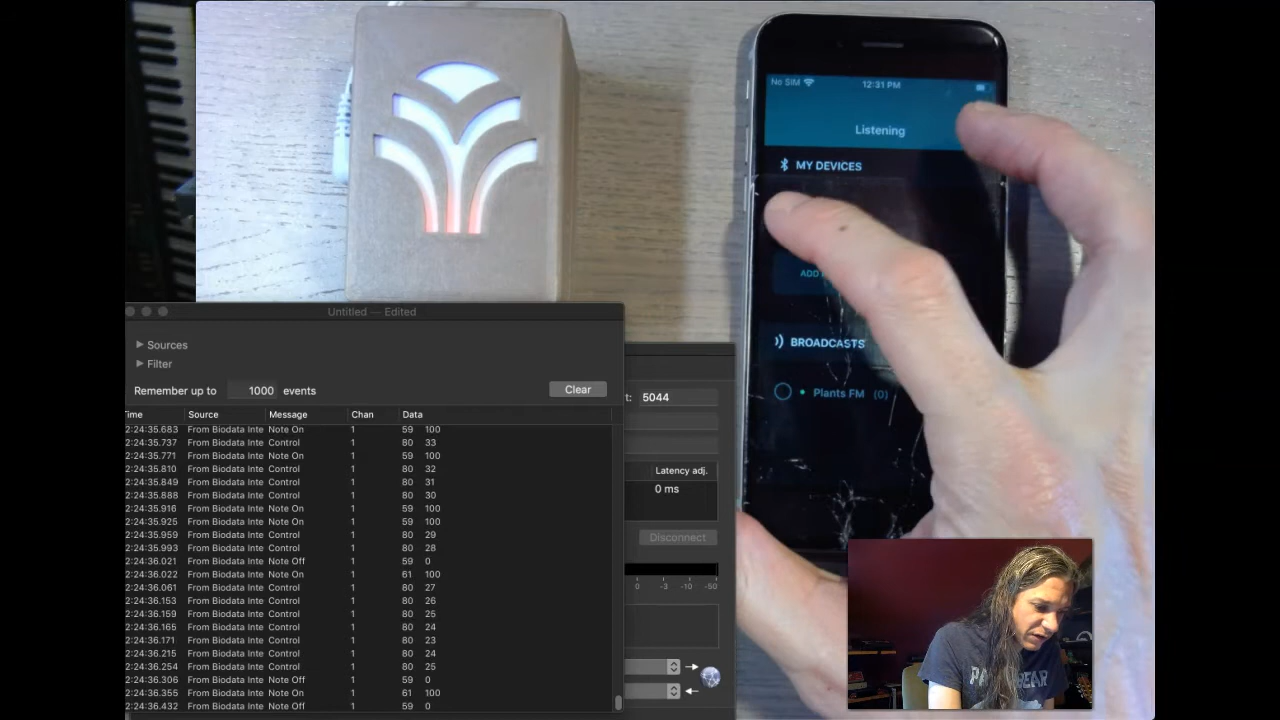 No SIM 12:31 PM
Listening
MY DEVICES
ADD
BROADCASTS
Plants FM (0)
Untitled — Edited
Sources
Filter
Remember up to 1000 events
Clear
Source Message Chan Data
2:24:35.683 From Biodata Inte Note On 1 59 100
2:24:35.737 From Biodata Inte Control 1 80 33
2:24:35.771 From Biodata Inte Note On 1 59 100
2:24:35.810 From Biodata Inte Control 1 80 32
2:24:35.849 From Biodata Inte Control 1 80 31
2:24:35.888 From Biodata Inte Control 1 80 30
2:24:35.916 From Biodata Inte Note On 1 59 100
2:24:35.925 From Biodata Inte Note On 1 59 100
2:24:35.959 From Biodata Inte Control 1 80 29
2:24:35.993 From Biodata Inte Control 1 80 28
2:24:36.021 From Biodata Inte Note Off 1 59 0
2:24:36.022 From Biodata Inte Note On 1 61 100
2:24:36.061 From Biodata Inte Control 1 80 27
2:24:36.153 From Biodata Inte Control 1 80 26
2:24:36.159 From Biodata Inte Control 1 80 25
2:24:36.165 From Biodata Inte Control 1 80 24
2:24:36.171 From Biodata Inte Control 1 80 23
2:24:36.215 From Biodata Inte Control 1 80 24
2:24:36.254 From Biodata Inte Control 1 80 25
2:24:36.306 From Biodata Inte Note Off 1 59 0
2:24:36.355 From Biodata Inte Note On 1 61 100
2:24:36.432 From Biodata Inte Note Off 1 59 0
t: 5044
Latency adj.
0 ms
Disconnect
0 -3 -10 -50